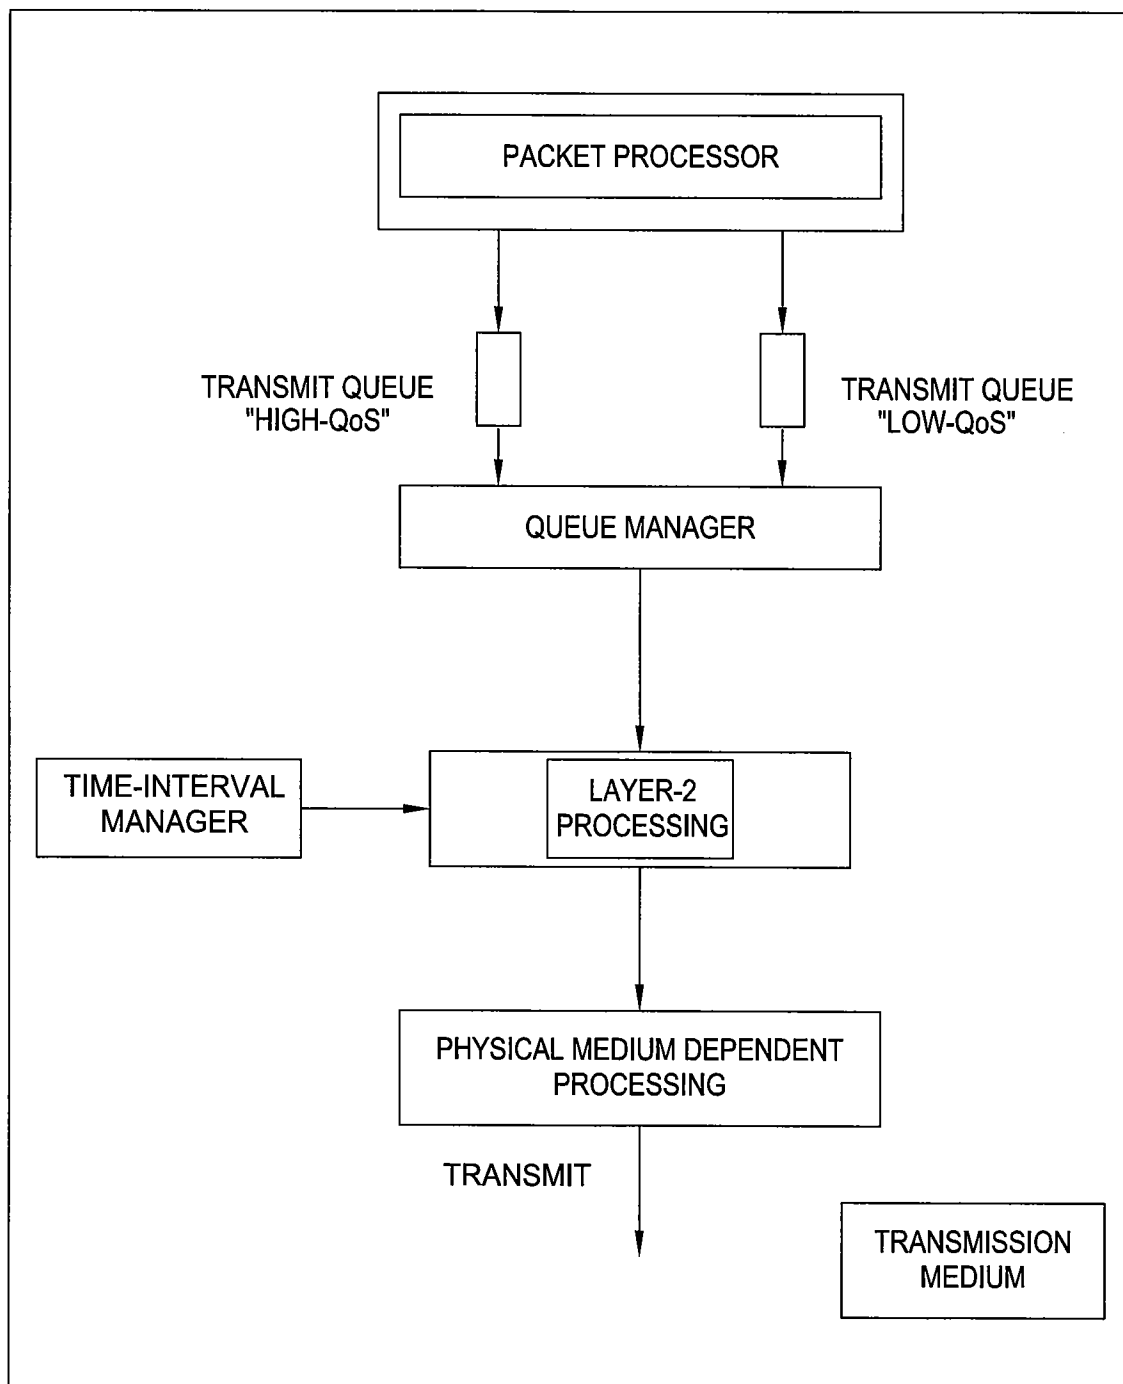 PACKET PROCESSOR
TRANSMIT QUEUE
"HIGH-QoS"
TRANSMIT QUEUE
"LOW-QoS"
QUEUE MANAGER
TIME-INTERVAL
MANAGER
LAYER-2
PROCESSING
PHYSICAL MEDIUM DEPENDENT
PROCESSING
TRANSMIT
TRANSMISSION
MEDIUM